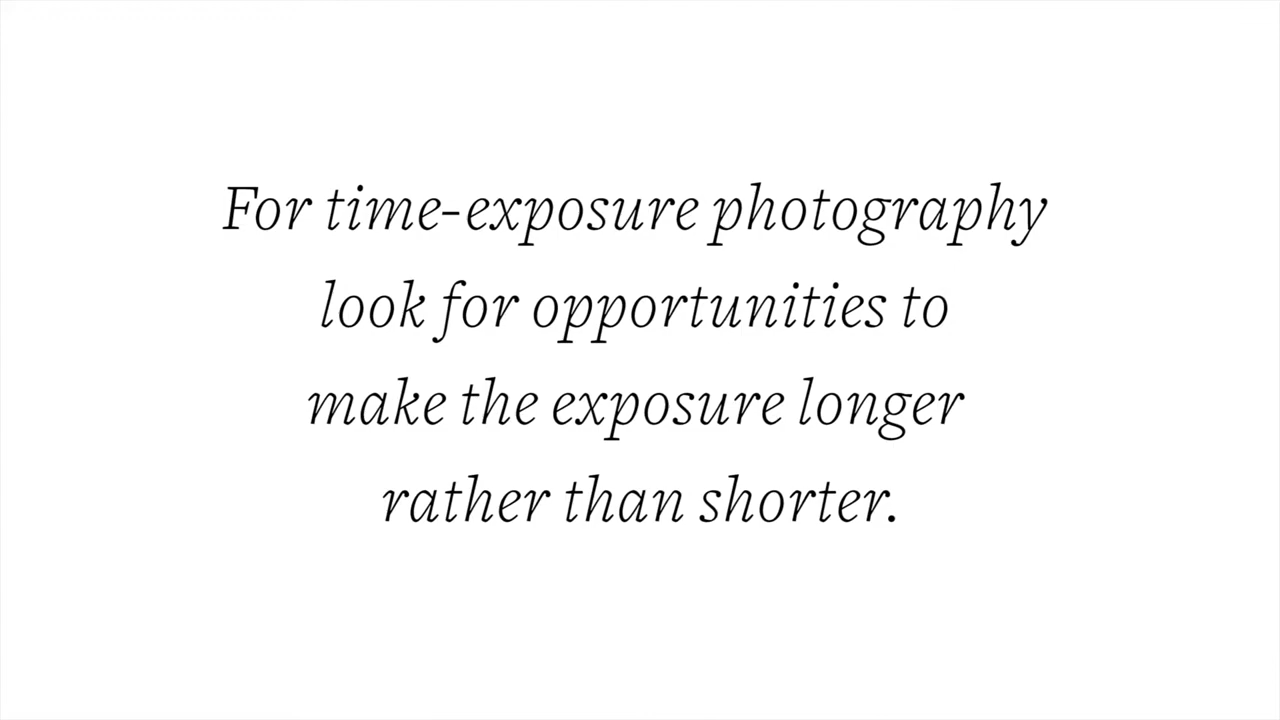 For time-exposure photography
look for opportunities to
make the exposure longer
rather than shorter.